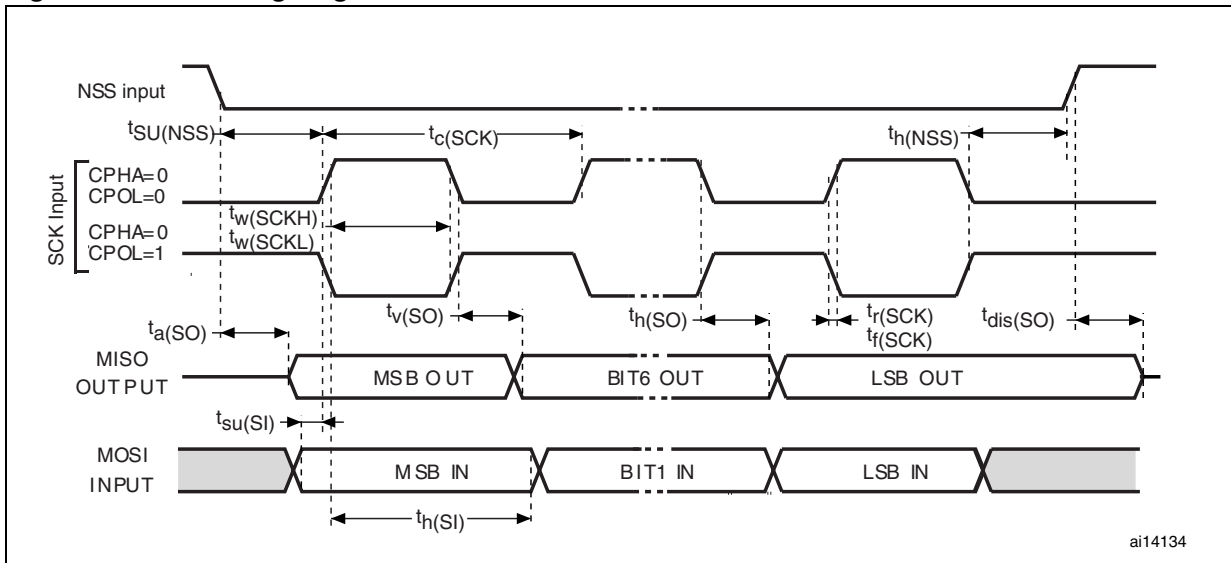 NSS input
tSU(NSS)
tc(SCK)
th(NSS)
SCK Input
CPHA=0
CPOL=0
tw(SCKH)
CPHA=0
tw(SCKL)
CPOL=1
ta(SO)
tv(SO)
th(SO)
tr(SCK)
tf(SCK)
tdis(SO)
MISO
OUTPUT
MSB OUT
BIT6 OUT
LSB OUT
tsu(SI)
MOSI
INPUT
MSB IN
BIT1 IN
LSB IN
th(SI)
ai14134